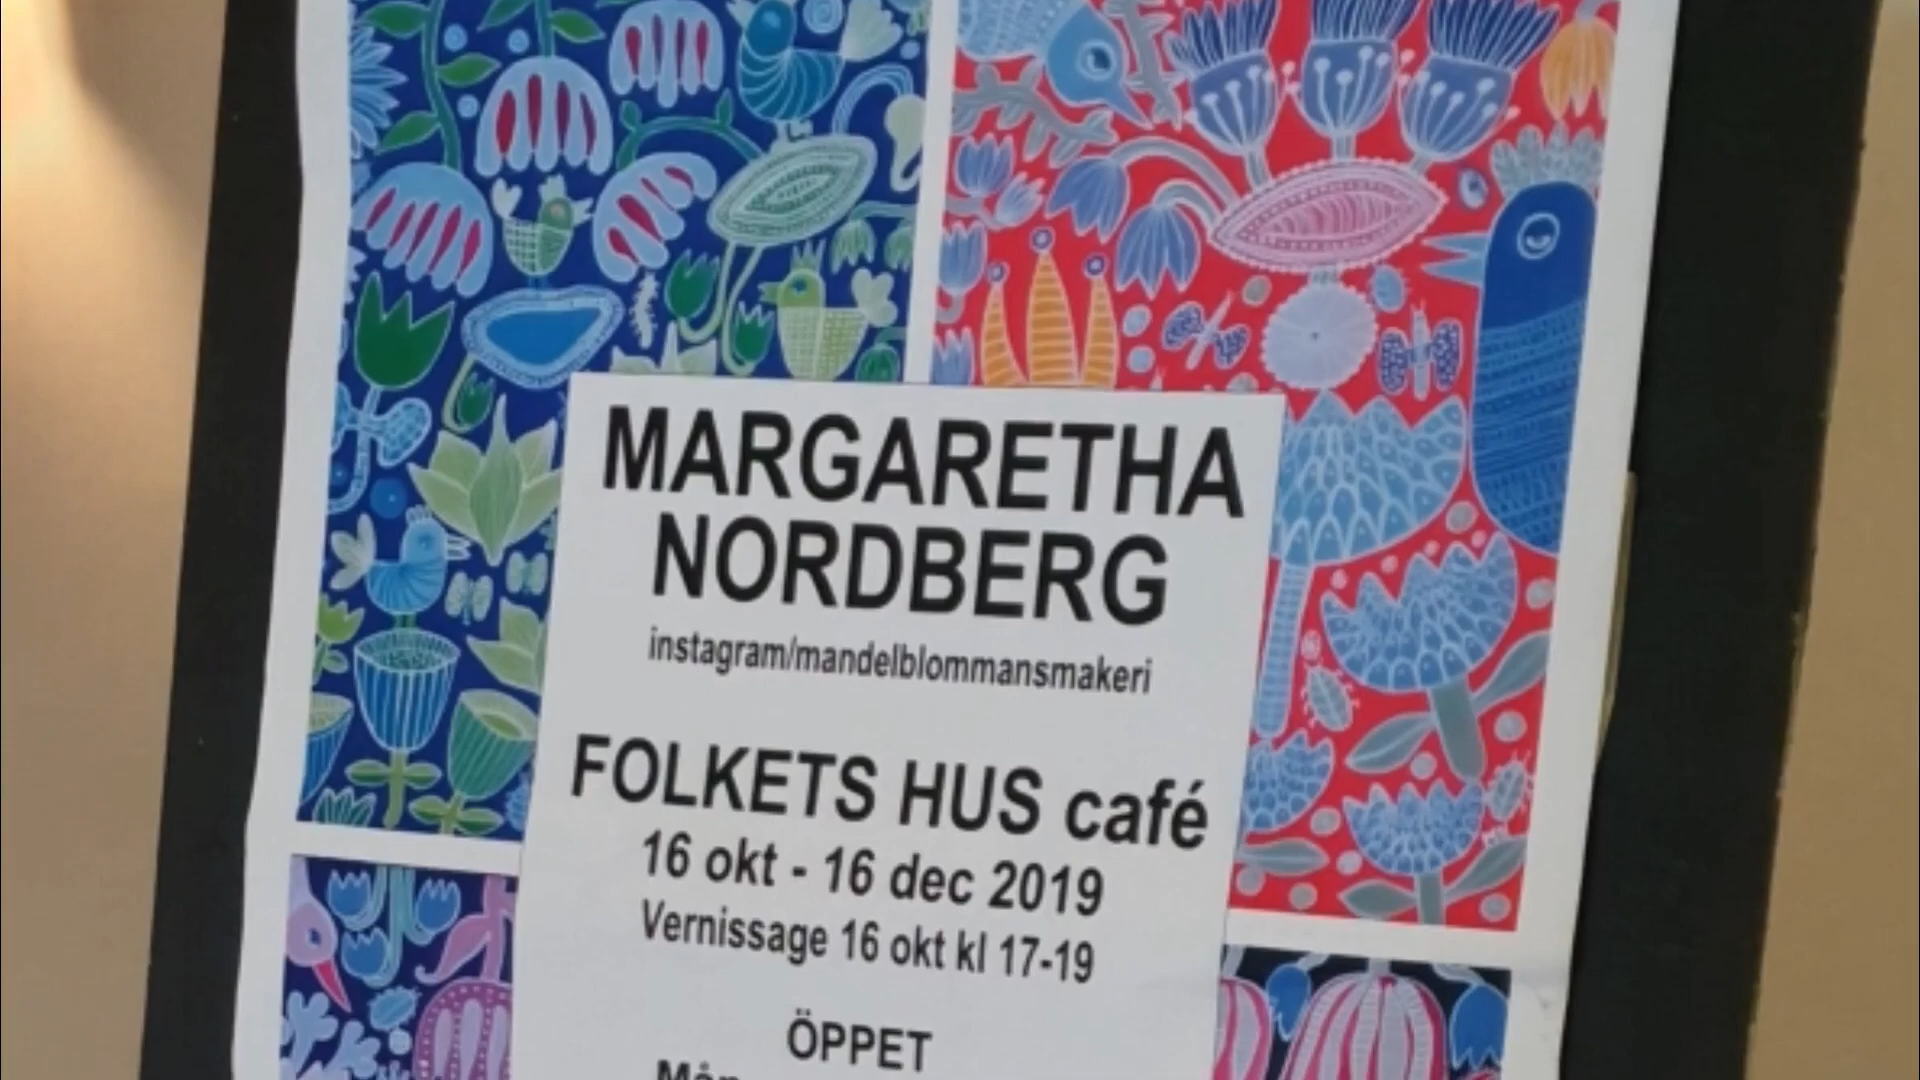 MARGARETHA
NORDBERG
instagram/mandelblommansmakeri
FOLKETS HUS café
16 okt - 16 dec 2019
Vernissage 16 okt kl 17-19
ÖPPET